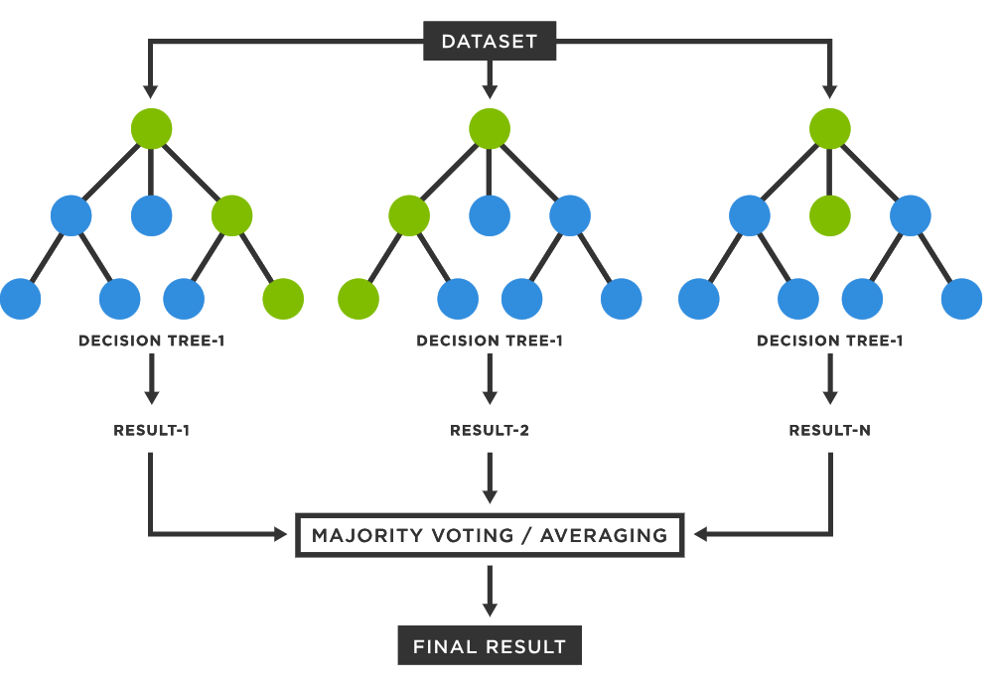 DATASET
DECISION TREE-1
DECISION TREE-1
DECISION TREE-1
RESULT-1
RESULT-2
RESULT-N
MAJORITY VOTING / AVERAGING
FINAL RESULT